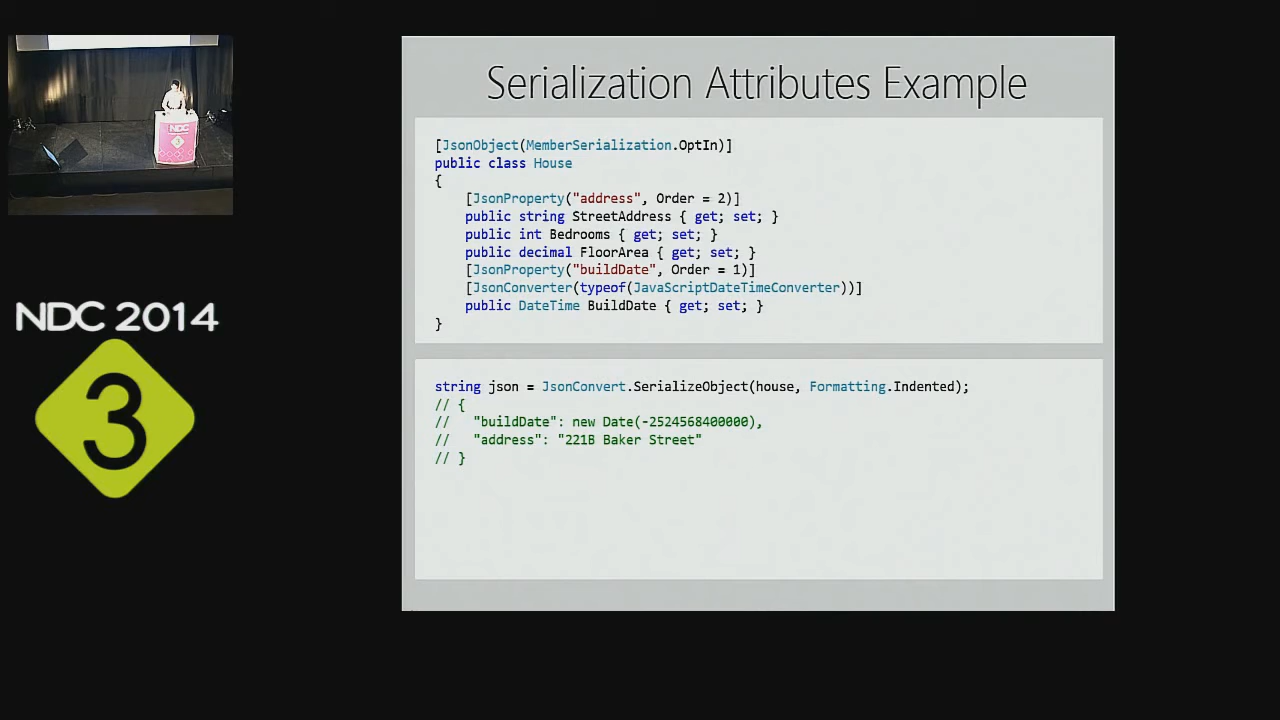 NDC
NDC 2014
3
Serialization Attributes Example
[JsonObject(MemberSerialization.OptIn)]
public class House
{
[JsonProperty("address", Order = 2)]
public string StreetAddress { get; set; }
public int Bedrooms { get; set; }
public decimal FloorArea { get; set; }
[JsonProperty("buildDate", Order = 1)]
[JsonConverter(typeof(JavaScriptDateTimeConverter))]
public DateTime BuildDate { get; set; }
}
string json = JsonConvert.SerializeObject(house, Formatting.Indented);
// {
//   "buildDate": new Date(-2524568400000),
//   "address": "221B Baker Street"
// }